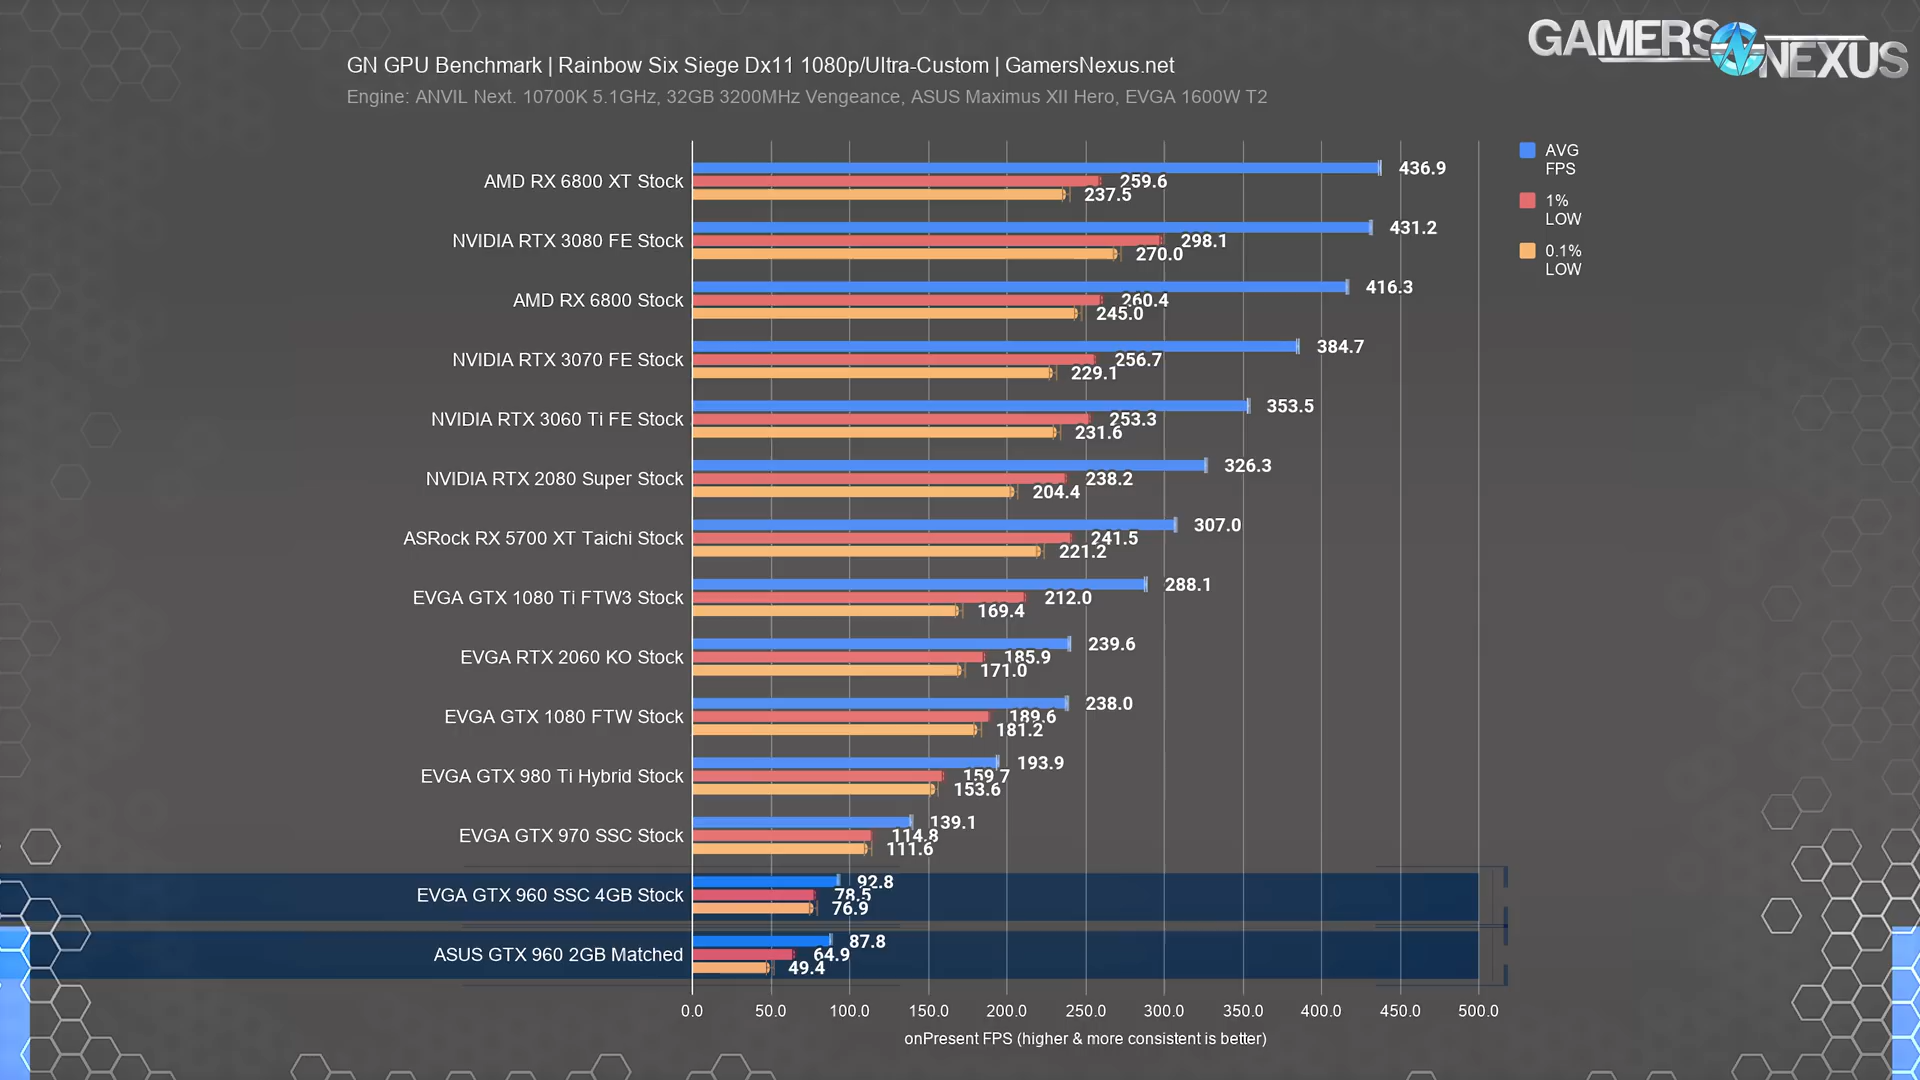 GAMERS NEXUS
GN GPU Benchmark | Rainbow Six Siege Dx11 1080p/Ultra-Custom | GamersNexus.net
Engine: ANVIL Next. 10700K 5.1GHz, 32GB 3200MHz Vengeance, ASUS Maximus XII Hero, EVGA 1600W T2
AVG
FPS
1%
LOW
0.1%
LOW
AMD RX 6800 XT Stock
436.9
259.6
237.5
NVIDIA RTX 3080 FE Stock
431.2
298.1
270.0
AMD RX 6800 Stock
416.3
260.4
245.0
NVIDIA RTX 3070 FE Stock
384.7
256.7
229.1
NVIDIA RTX 3060 Ti FE Stock
353.5
253.3
231.6
NVIDIA RTX 2080 Super Stock
326.3
238.2
204.4
ASRock RX 5700 XT Taichi Stock
307.0
241.5
221.2
EVGA GTX 1080 Ti FTW3 Stock
288.1
212.0
169.4
EVGA RTX 2060 KO Stock
239.6
185.9
171.0
EVGA GTX 1080 FTW Stock
238.0
189.6
181.2
EVGA GTX 980 Ti Hybrid Stock
193.9
159.7
153.6
EVGA GTX 970 SSC Stock
139.1
114.8
111.6
EVGA GTX 960 SSC 4GB Stock
92.8
78.5
76.9
ASUS GTX 960 2GB Matched
87.8
64.9
49.4
0.0 50.0 100.0 150.0 200.0 250.0 300.0 350.0 400.0 450.0 500.0
onPresent FPS (higher & more consistent is better)